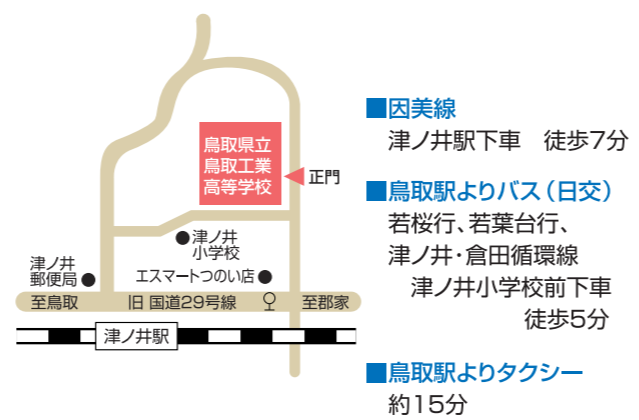 鳥取県立
鳥取工業
高等学校
正門
津ノ井
小学校
津ノ井
郵便局
エスマートつのい店
至鳥取
旧 国道29号線
至郡家
津ノ井駅
■因美線
津ノ井駅下車 徒歩7分
■鳥取駅よりバス（日交）
若桜行、若葉台行、
津ノ井・倉田循環線
津ノ井小学校前下車
徒歩5分
■鳥取駅よりタクシー
約15分